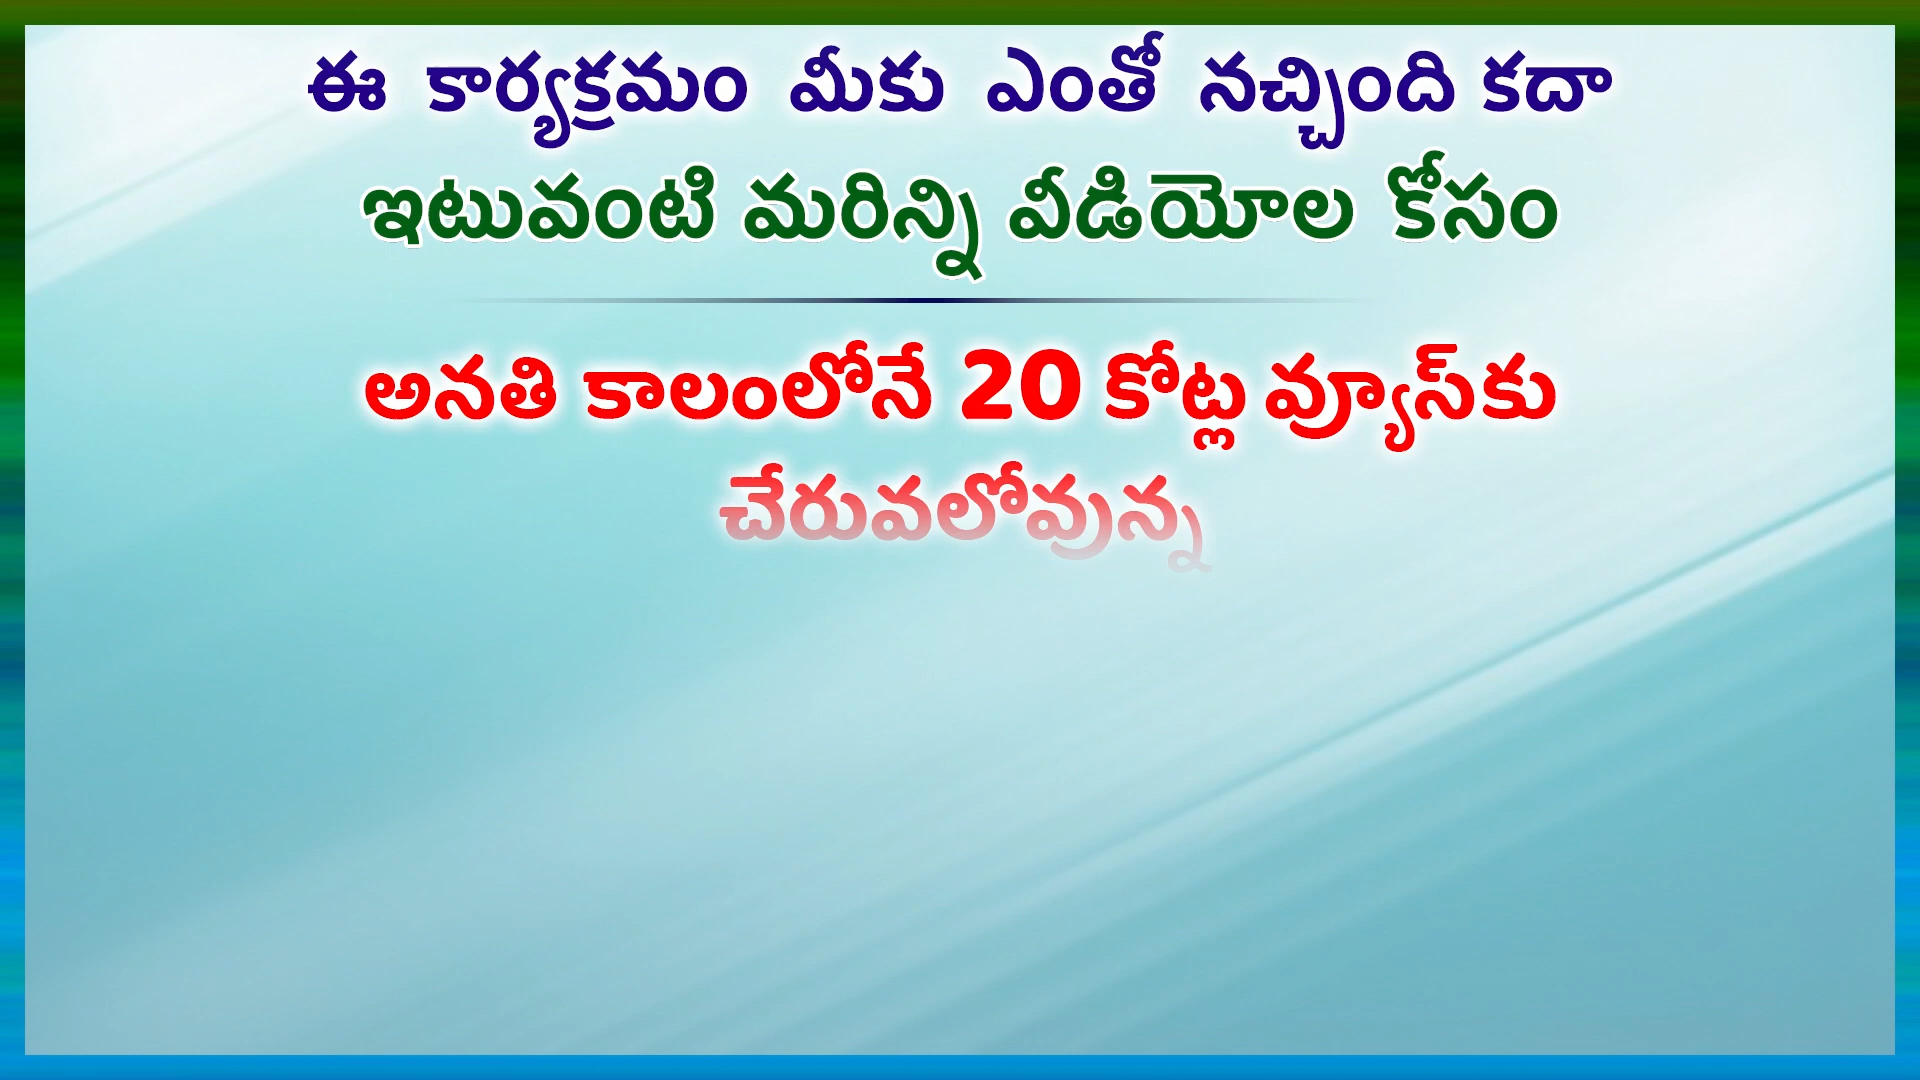 ఈ కార్యక్రమం మీకు ఎంతో నచ్చింది కదా
ఇటువంటి మరిన్ని వీడియోల కోసం
అనతి కాలంలోనే 20 కోట్ల వ్యూస్‌కు
చేరువలోవున్న